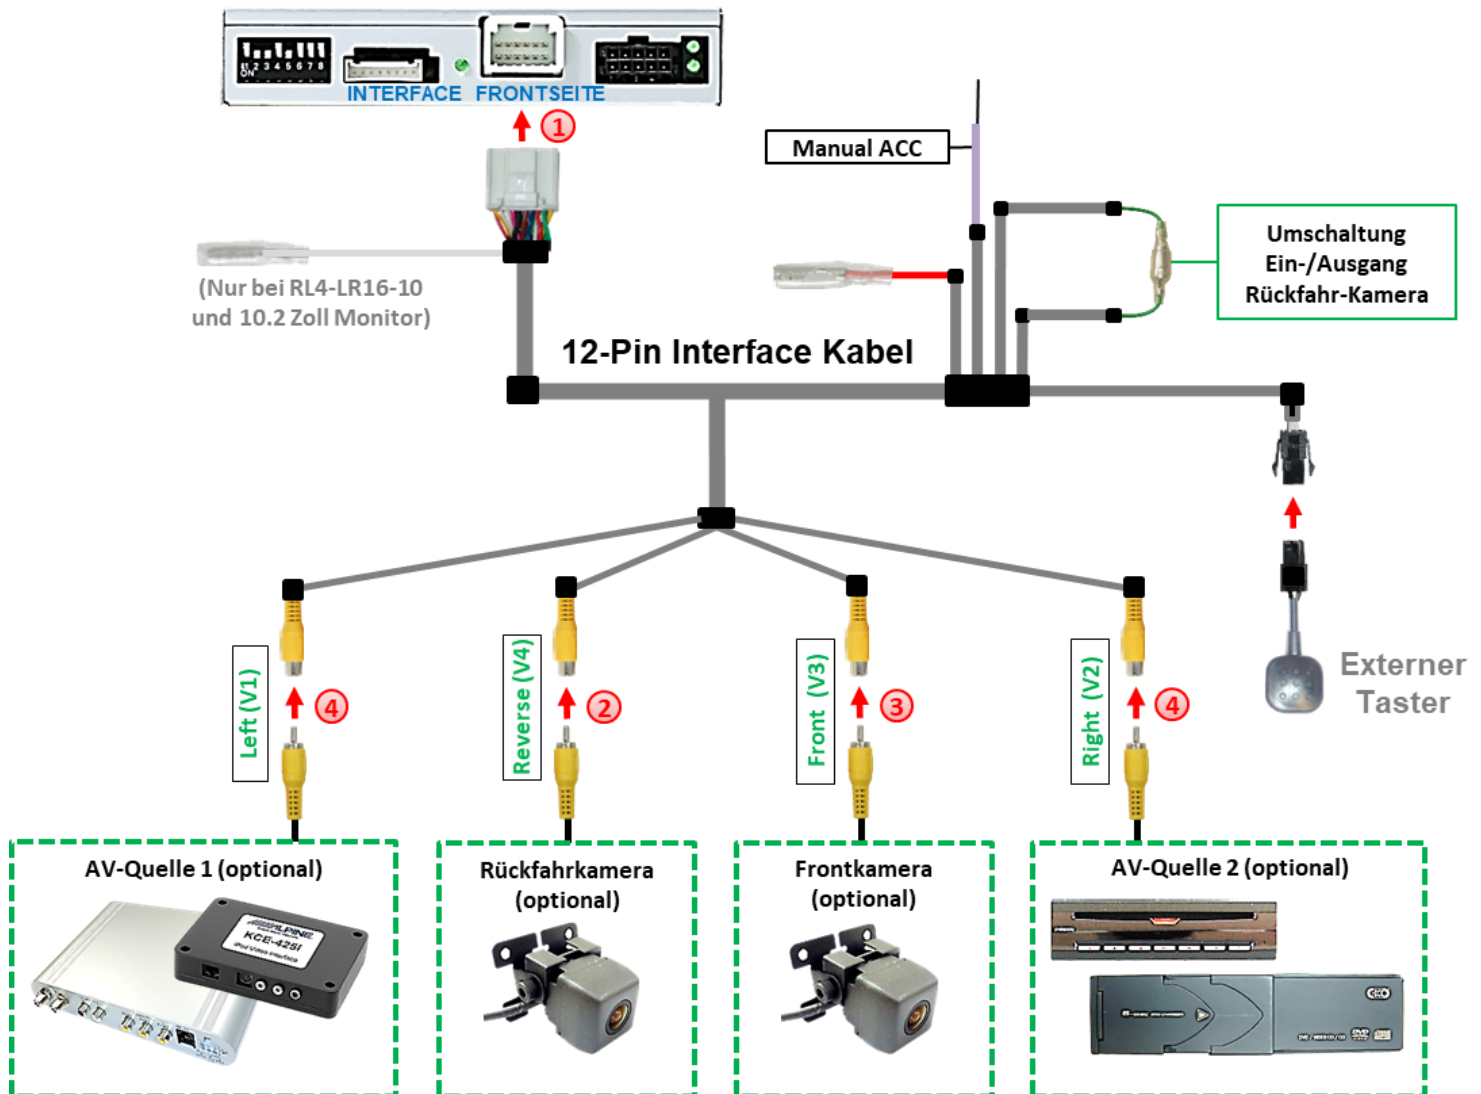 1 2 3 4 5 6 7 8
ON
INTERFACE FRONTSEITE
1
Manual ACC
Umschaltung
Ein-/Ausgang
Rückfahr-Kamera
(Nur bei RL4-LR16-10
und 10.2 Zoll Monitor)
12-Pin Interface Kabel
Left (V1)
4
Reverse (V4)
2
Front (V3)
3
Right (V2)
4
Externer
Taster
AV-Quelle 1 (optional)
ALPINE
KCE-425i
iPod Video Interface
Rückfahrkamera
(optional)
Frontkamera
(optional)
AV-Quelle 2 (optional)